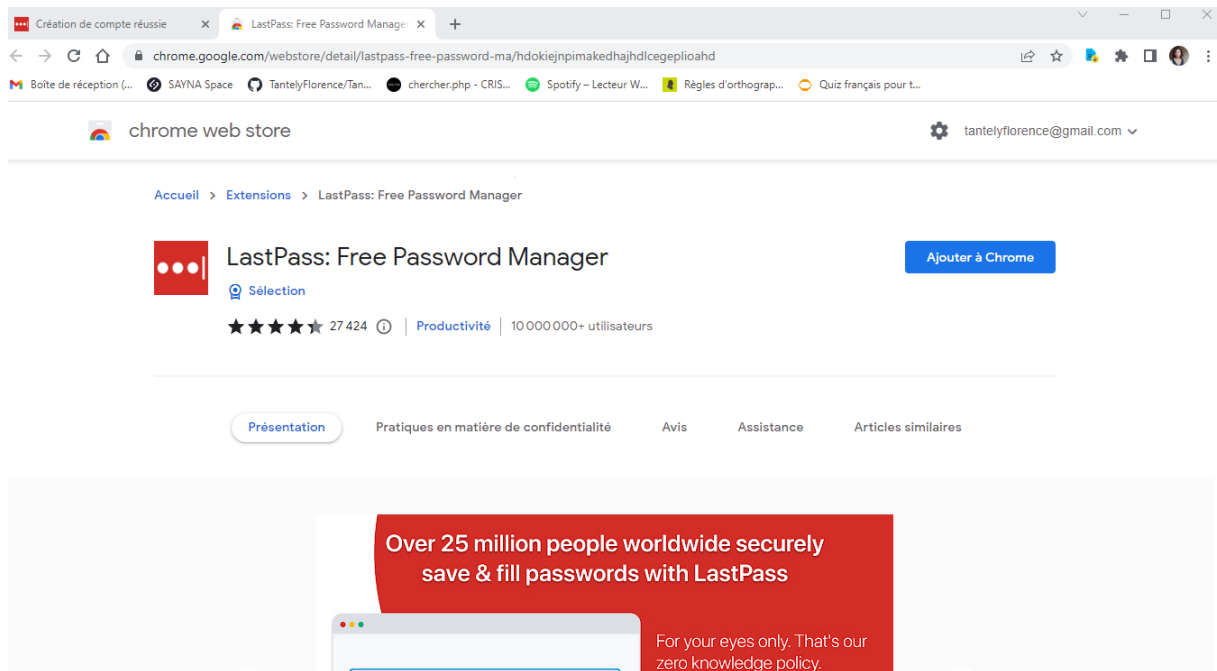 Création de compte réussie
LastPass: Free Password Manage
chrome.google.com/webstore/detail/lastpass-free-password-ma/hdokiejnpimakedhajhdlcegeplioahd
Boîte de réception (... SAYNA Space TantelyFlorence/Tan... chercher.php - CRIS... Spotify – Lecteur W... Règles d'orthograp... Quiz français pour t...
chrome web store
tantelyflorence@gmail.com
Accueil > Extensions > LastPass: Free Password Manager
LastPass: Free Password Manager
Ajouter à Chrome
Sélection
27 424 | Productivité | 10 000 000+ utilisateurs
Présentation Pratiques en matière de confidentialité Avis Assistance Articles similaires
Over 25 million people worldwide securely
save & fill passwords with LastPass
For your eyes only. That's our
zero knowledge policy.